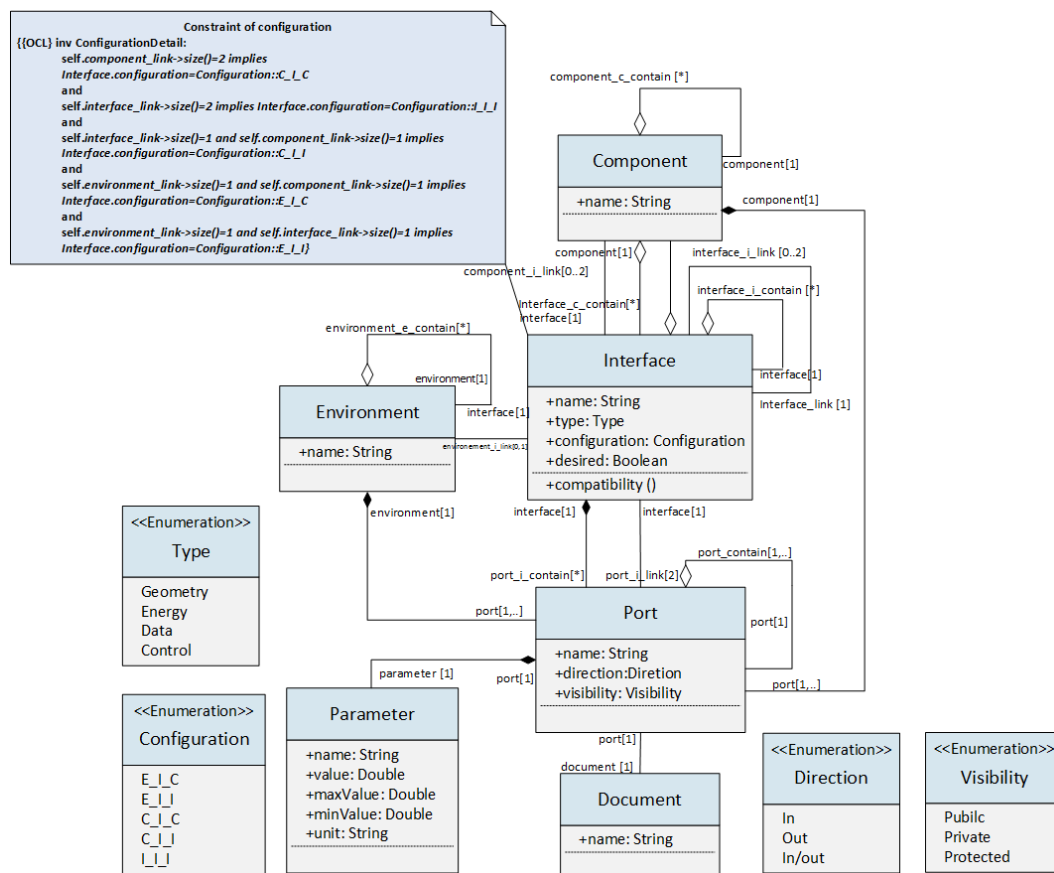 Constraint of configuration
{{OCL} inv ConfigurationDetail:
self.component_link->size()=2 implies
Interface.configuration=Configuration::C_I_C
and
self.interface_link->size()=2 implies Interface.configuration=Configuration::I_I_I
and
self.interface_link->size()=1 and self.component_link->size()=1 implies
Interface.configuration=Configuration::C_I_I
and
self.environment_link->size()=1 and self.component_link->size()=1 implies
Interface.configuration=Configuration::E_I_C
and
self.environment_link->size()=1 and self.interface_link->size()=1 implies
Interface.configuration=Configuration::E_I_I}
component_c_contain [*]
Component
component[1]
+name: String
component[1]
component[1]
interface_i_link [0..2]
component_i_link[0..2]
interface_i_contain [*]
Interface_c_contain[*]
interface[1]
environment_e_contain[*]
Interface
interface[1]
environment[1]
Interface_link [1]
+name: String
+type: Type
+configuration: Configuration
+desired: Boolean
+compatibility ()
Environment
interface[1]
+name: String
environement_i_link[0,1]
environment[1]
interface[1]
interface[1]
<<Enumeration>>
Type
Geometry
Energy
Data
Control
port_contain[1,..]
port_i_contain[*]
port_i_link[2]
port[1,..]
Port
port[1]
+name: String
+direction:Diretion
+visibility: Visibility
parameter [1]
port[1]
port[1,..]
<<Enumeration>>
Configuration
E_I_C
E_I_I
C_I_C
C_I_I
I_I_I
Parameter
+name: String
+value: Double
+maxValue: Double
+minValue: Double
+unit: String
port[1]
document [1]
Document
+name: String
<<Enumeration>>
Direction
In
Out
In/out
<<Enumeration>>
Visibility
Pubilc
Private
Protected